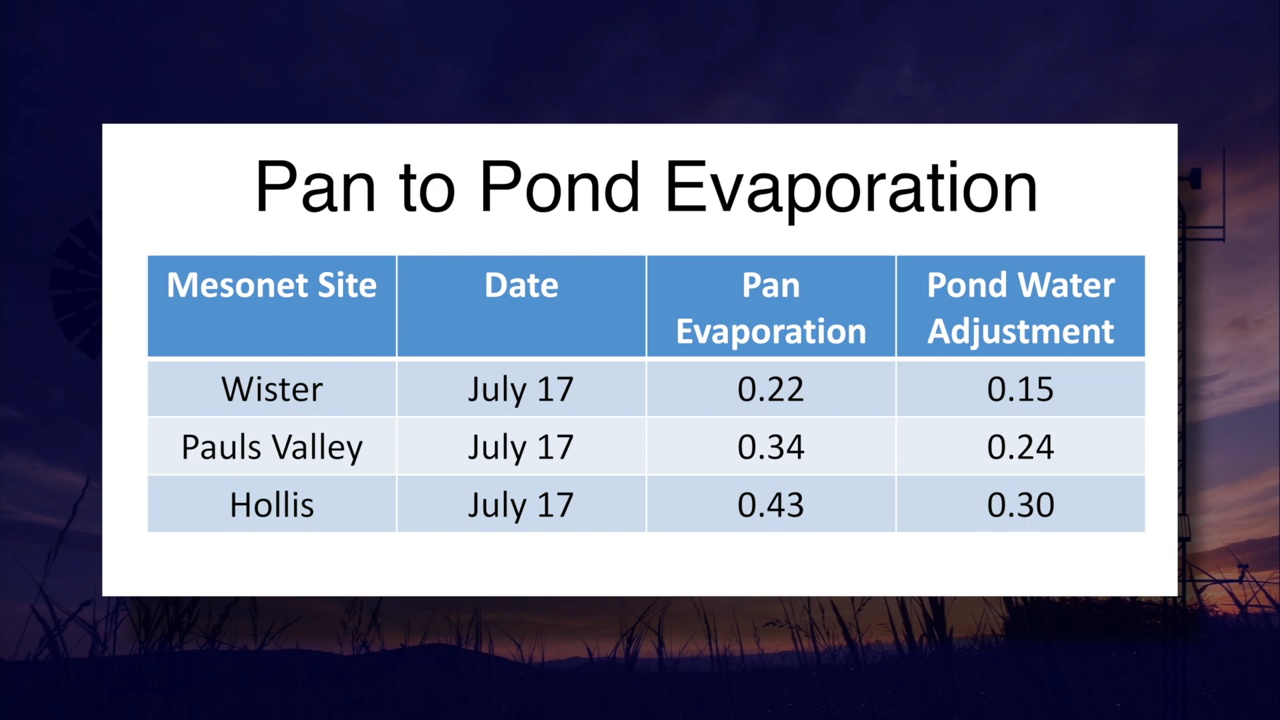 Pan to Pond Evaporation
Mesonet Site Date Pan Evaporation Pond Water Adjustment
Wister July 17 0.22 0.15
Pauls Valley July 17 0.34 0.24
Hollis July 17 0.43 0.30